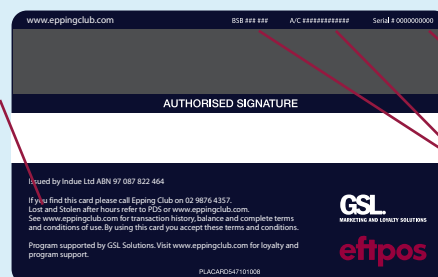 www.eppingclub.com BSB ### ### A/C ############# Serial # 0000000000
AUTHORISED SIGNATURE
Issued by Indue Ltd ABN 97 087 822 464
If you find this card please call Epping Club on 02 9876 4357.
Lost and Stolen after hours refer to PDS or www.eppingclub.com.
See www.eppingclub.com for transaction history, balance and complete terms
and conditions of use. By using this card you accept these terms and conditions.
Program supported by GSL Solutions. Visit www.eppingclub.com for loyalty and
program support.
GSL.
MARKETING AND LOYALTY SOLUTIONS
eftpos
PLACARD547101008